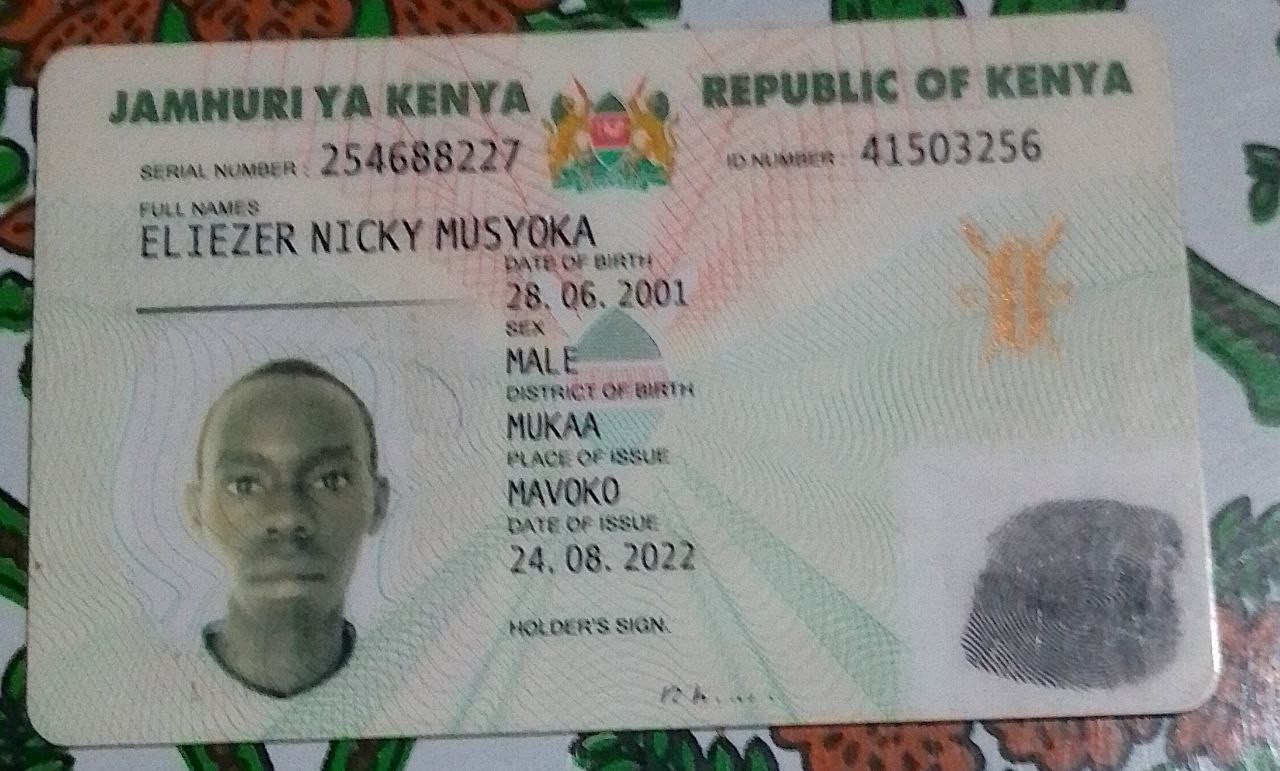 JAMHURI YA KENYA REPUBLIC OF KENYA
SERIAL NUMBER : 254688227 ID NUMBER : 41503256
FULL NAMES
ELIEZER NICKY MUSYOKA
DATE OF BIRTH
28. 06. 2001
SEX
MALE
DISTRICT OF BIRTH
MUKAA
PLACE OF ISSUE
MAVOKO
DATE OF ISSUE
24. 08. 2022
HOLDER'S SIGN.